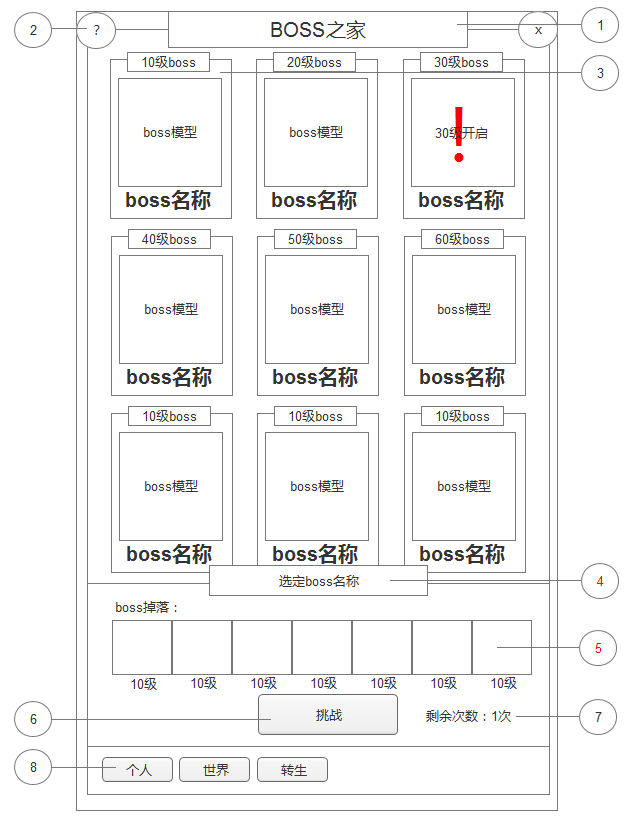 BOSS之家
1
2
?
x
10级boss
20级boss
30级boss
3
boss模型
boss模型
30级开启
!
boss名称
boss名称
boss名称
40级boss
50级boss
60级boss
boss模型
boss模型
boss模型
boss名称
boss名称
boss名称
10级boss
10级boss
10级boss
boss模型
boss模型
boss模型
boss名称
boss名称
boss名称
选定boss名称
4
boss掉落：
5
10级
10级
10级
10级
10级
10级
10级
6
挑战
剩余次数：1次
7
8
个人
世界
转生